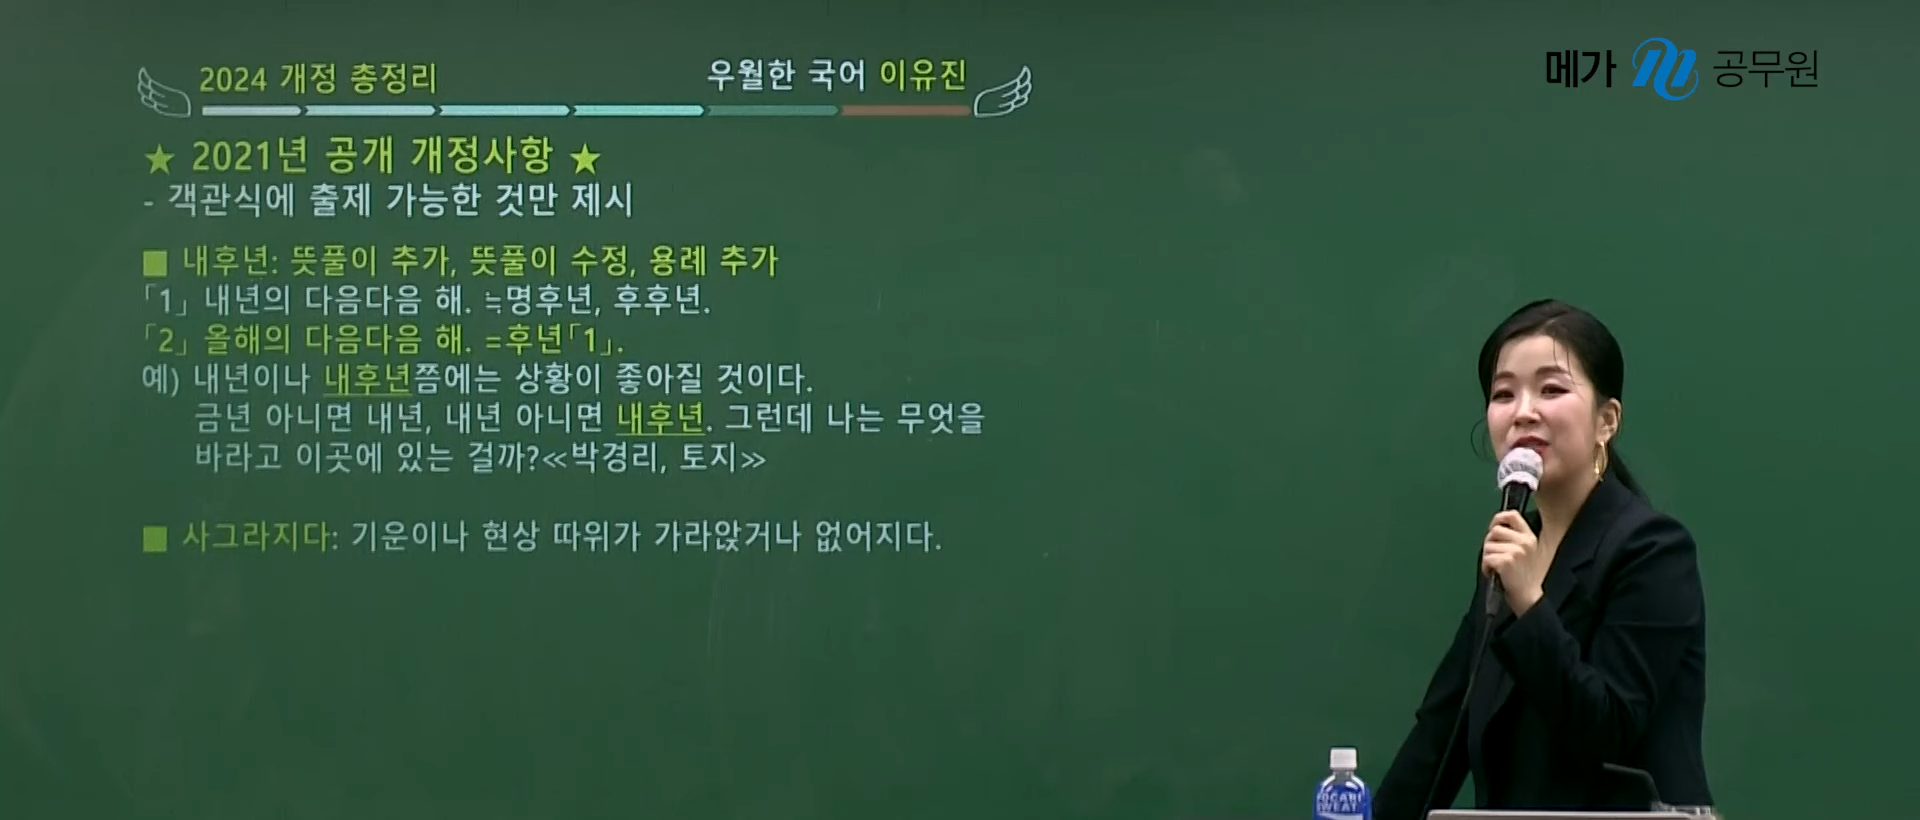 2024 개정 총정리
우월한 국어 이유진
메가 공무원
★ 2021년 공개 개정사항 ★
- 객관식에 출제 가능한 것만 제시
■ 내후년: 뜻풀이 추가, 뜻풀이 수정, 용례 추가
「1」 내년의 다음다음 해. ≒명후년, 후후년.
「2」 올해의 다음다음 해. =후년「1」.
예) 내년이나 내후년쯤에는 상황이 좋아질 것이다.
금년 아니면 내년, 내년 아니면 내후년. 그런데 나는 무엇을
바라고 이곳에 있는 걸까?≪박경리, 토지≫
■ 사그라지다: 기운이나 현상 따위가 가라앉거나 없어지다.
POCARI
SWEAT